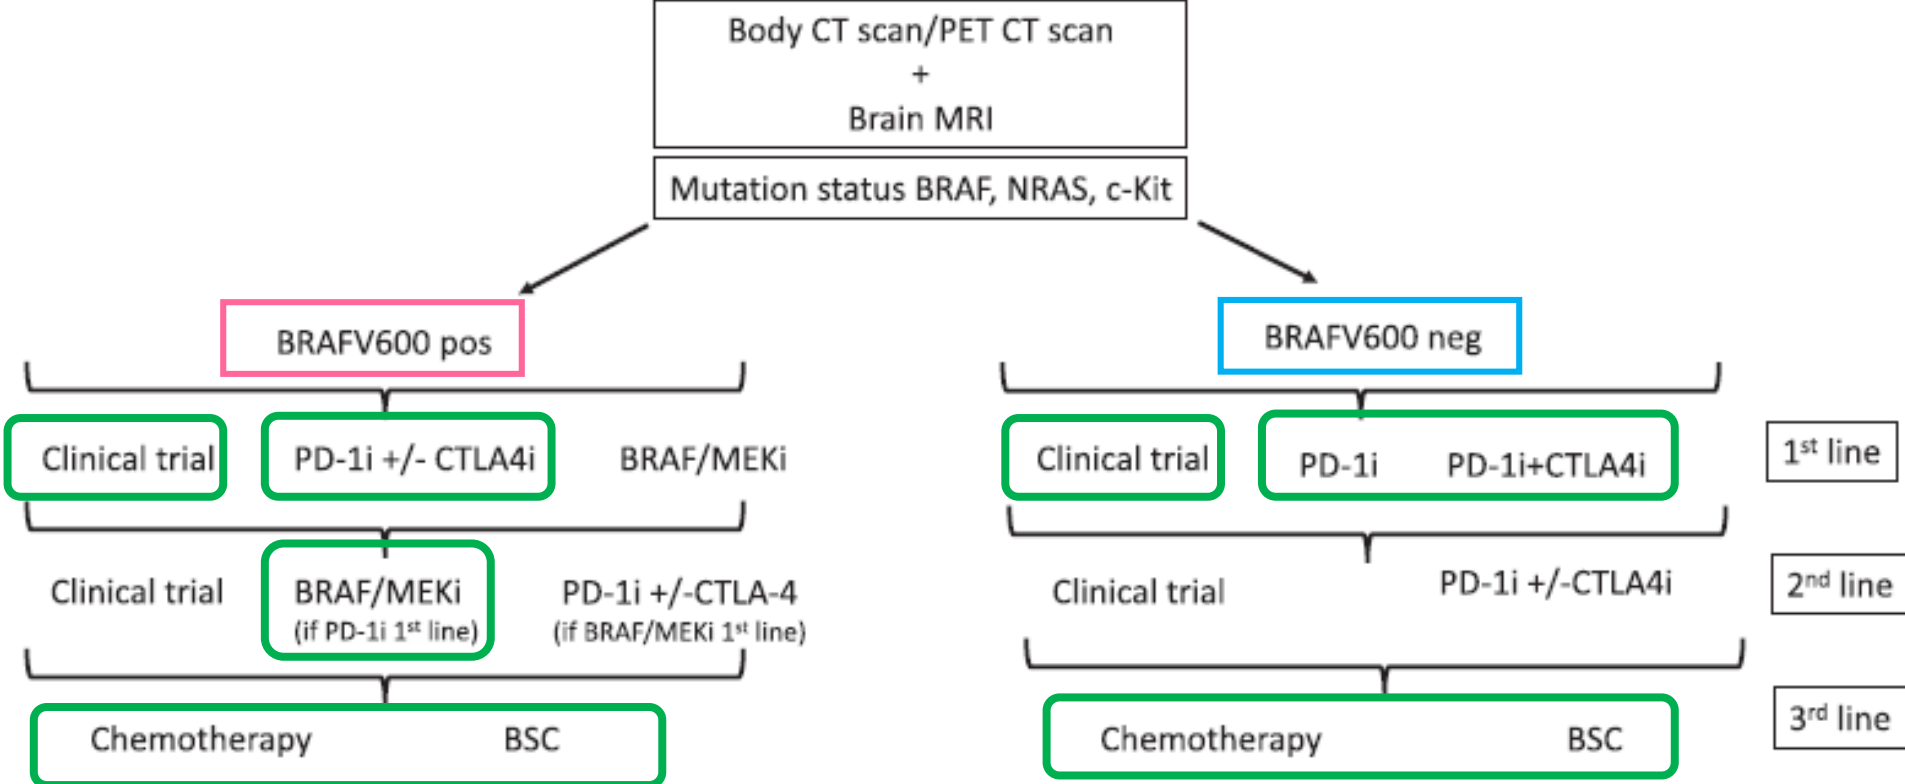 Body CT scan/PET CT scan
+
Brain MRI
Mutation status BRAF, NRAS, c-Kit
BRAFV600 pos
BRAFV600 neg
Clinical trial
PD-1i +/- CTLA4i
BRAF/MEKi
Clinical trial
PD-1i
PD-1i+CTLA4i
1st line
Clinical trial
BRAF/MEKi
(if PD-1i 1st line)
PD-1i +/-CTLA-4
(if BRAF/MEKi 1st line)
Clinical trial
PD-1i +/-CTLA4i
2nd line
Chemotherapy
BSC
Chemotherapy
BSC
3rd line